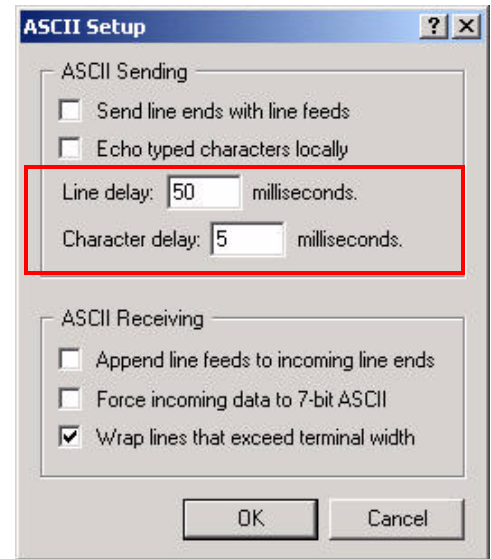 ASCII Setup
ASCII Sending
Send line ends with line feeds
Echo typed characters locally
Line delay: 50 milliseconds.
Character delay: 5 milliseconds.
ASCII Receiving
Append line feeds to incoming line ends
Force incoming data to 7-bit ASCII
Wrap lines that exceed terminal width
OK Cancel